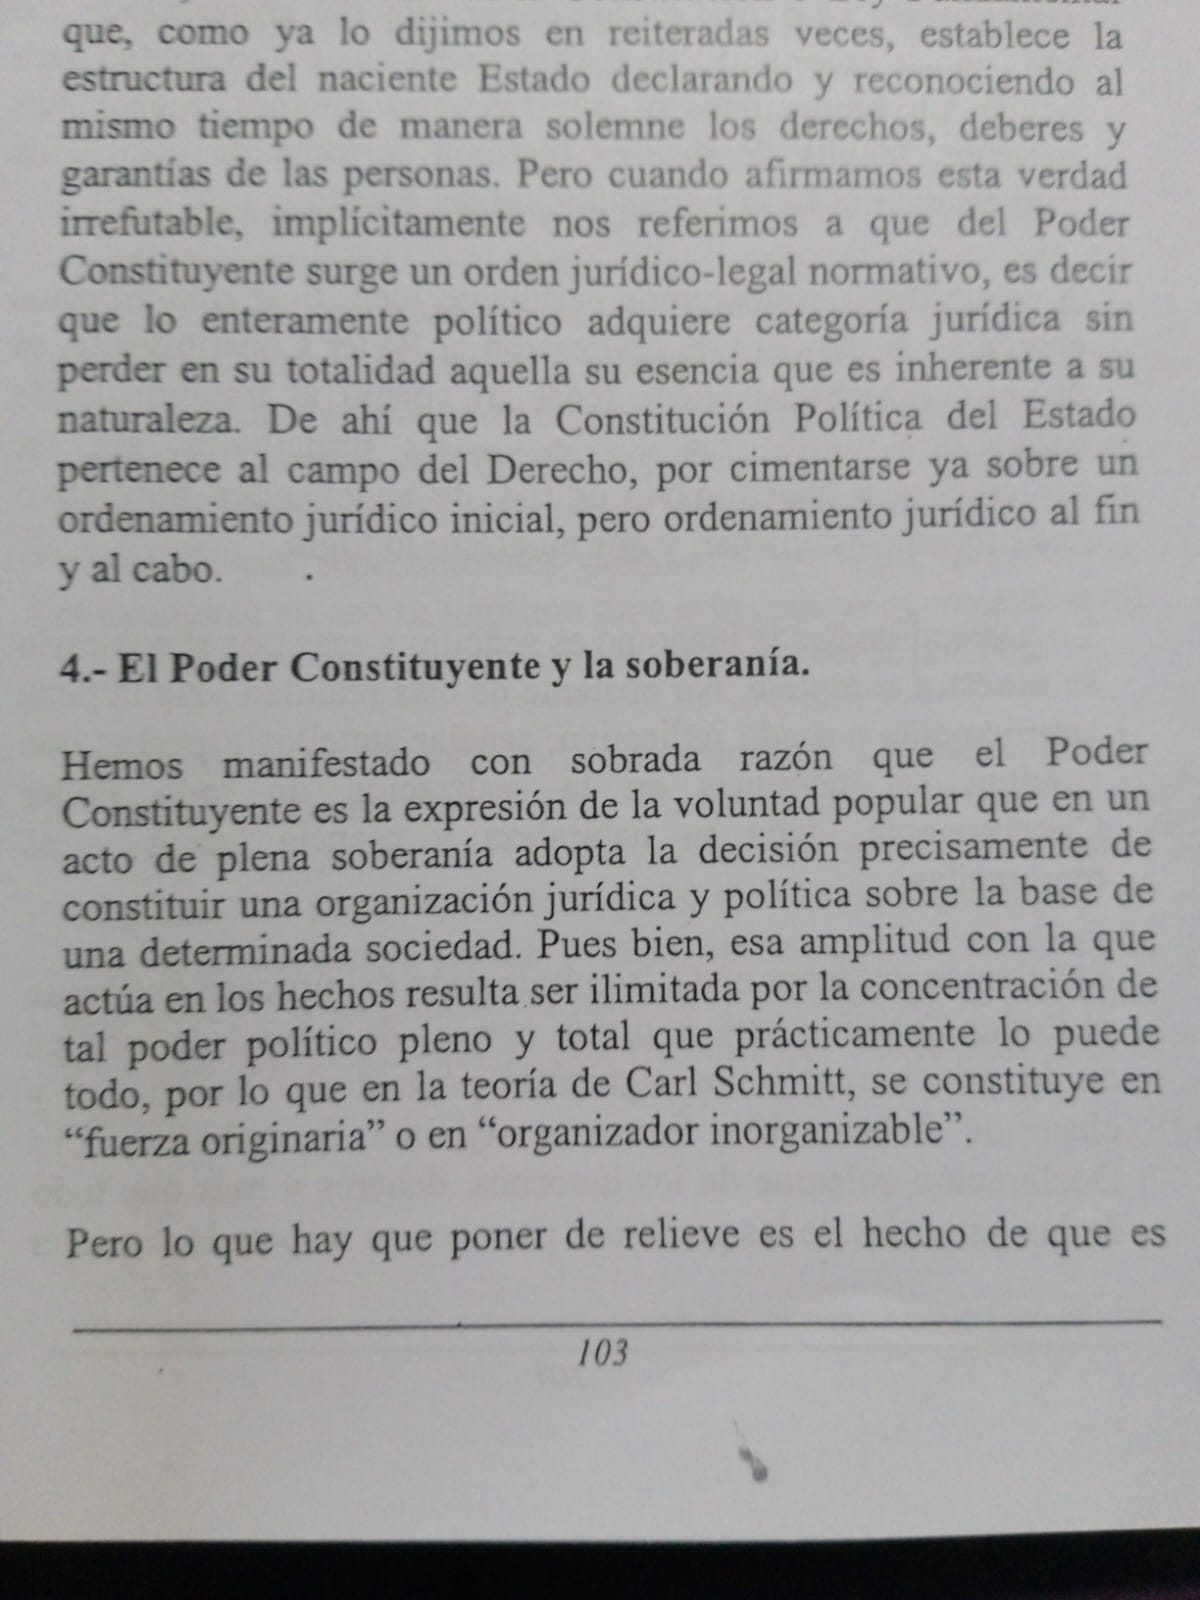 que, como ya lo dijimos en reiteradas veces, establece la
estructura del naciente Estado declarando y reconociendo al
mismo tiempo de manera solemne los derechos, deberes y
garantías de las personas. Pero cuando afirmamos esta verdad
irrefutable, implícitamente nos referimos a que del Poder
Constituyente surge un orden jurídico-legal normativo, es decir
que lo enteramente político adquiere categoría jurídica sin
perder en su totalidad aquella su esencia que es inherente a su
naturaleza. De ahí que la Constitución Política del Estado
pertenece al campo del Derecho, por cimentarse ya sobre un
ordenamiento jurídico inicial, pero ordenamiento jurídico al fin
y al cabo.
4.- El Poder Constituyente y la soberanía.
Hemos manifestado con sobrada razón que el Poder
Constituyente es la expresión de la voluntad popular que en un
acto de plena soberanía adopta la decisión precisamente de
constituir una organización jurídica y política sobre la base de
una determinada sociedad. Pues bien, esa amplitud con la que
actúa en los hechos resulta ser ilimitada por la concentración de
tal poder político pleno y total que prácticamente lo puede
todo, por lo que en la teoría de Carl Schmitt, se constituye en
“fuerza originaria” o en “organizador inorganizable”.
Pero lo que hay que poner de relieve es el hecho de que es
103